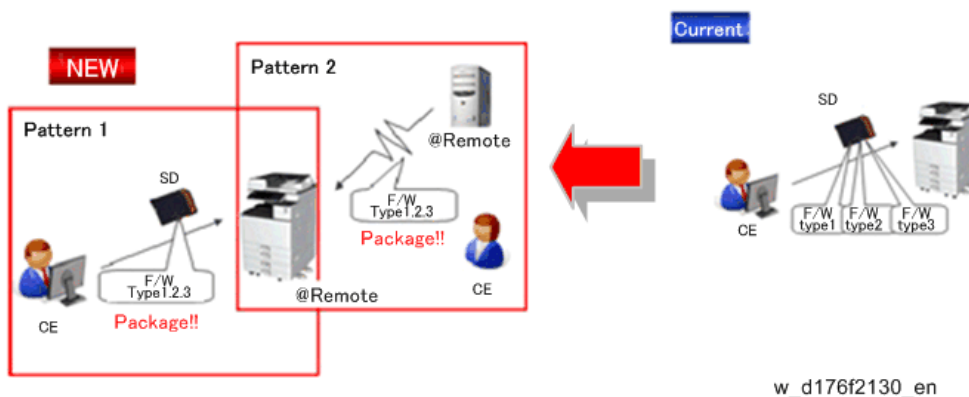 NEW
Pattern 1
SD
F/W
Type1.2.3
Package!!
CE
Pattern 2
@Remote
F/W
Type1.2.3
Package!!
CE
@Remote
Current
SD
CE
F/W
type1
F/W
type2
F/W
type3
w_d176f2130_en